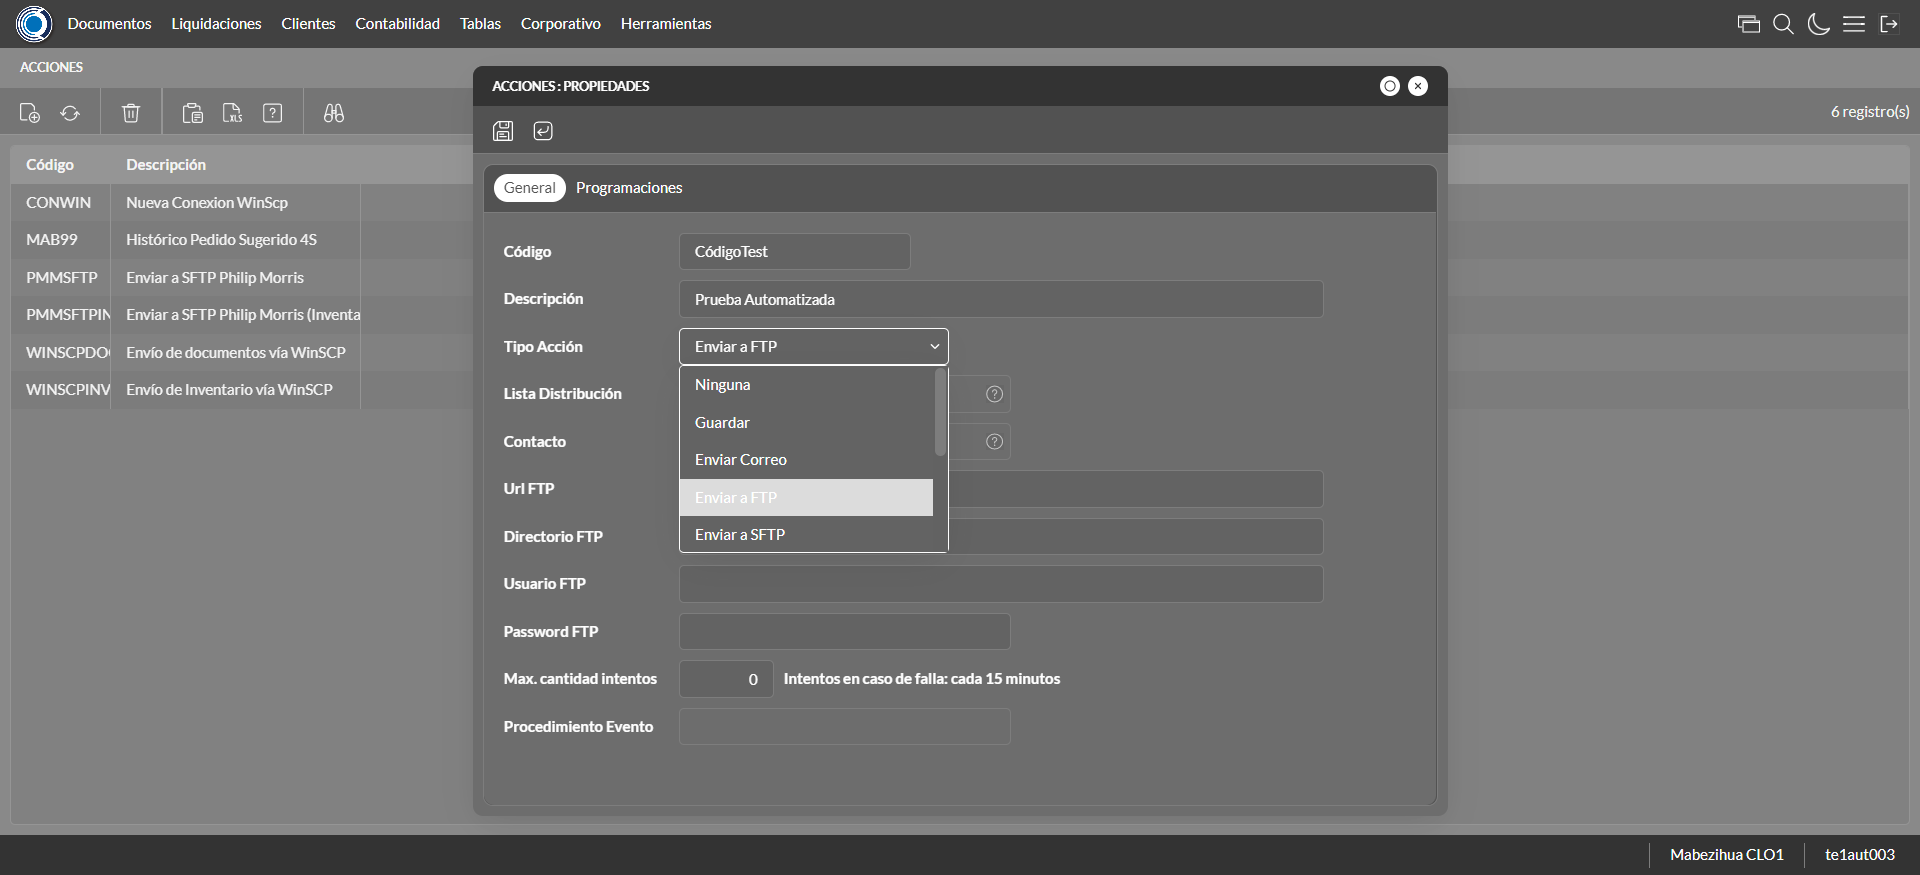 Documentos Liquidaciones Clientes Contabilidad Tablas Corporativo Herramientas
ACCIONES
XLS
6 registro(s)
Código Descripción
CONWIN Nueva Conexion WinScp
MAB99 Histórico Pedido Sugerido 4S
PMMSFTP Enviar a SFTP Philip Morris
PMMSFTPIN Enviar a SFTP Philip Morris (Inventa
WINSCPDO Envío de documentos vía WinSCP
WINSCPINV Envío de Inventario vía WinSCP
ACCIONES : PROPIEDADES
General Programaciones
Código CódigoTest
Descripción Prueba Automatizada
Tipo Acción Enviar a FTP
Ninguna
Guardar
Enviar Correo
Enviar a FTP
Enviar a SFTP
Lista Distribución
Contacto
Url FTP
Directorio FTP
Usuario FTP
Password FTP
Max. cantidad intentos 0 Intentos en caso de falla: cada 15 minutos
Procedimiento Evento
Mabezihua CLO1 te1aut003